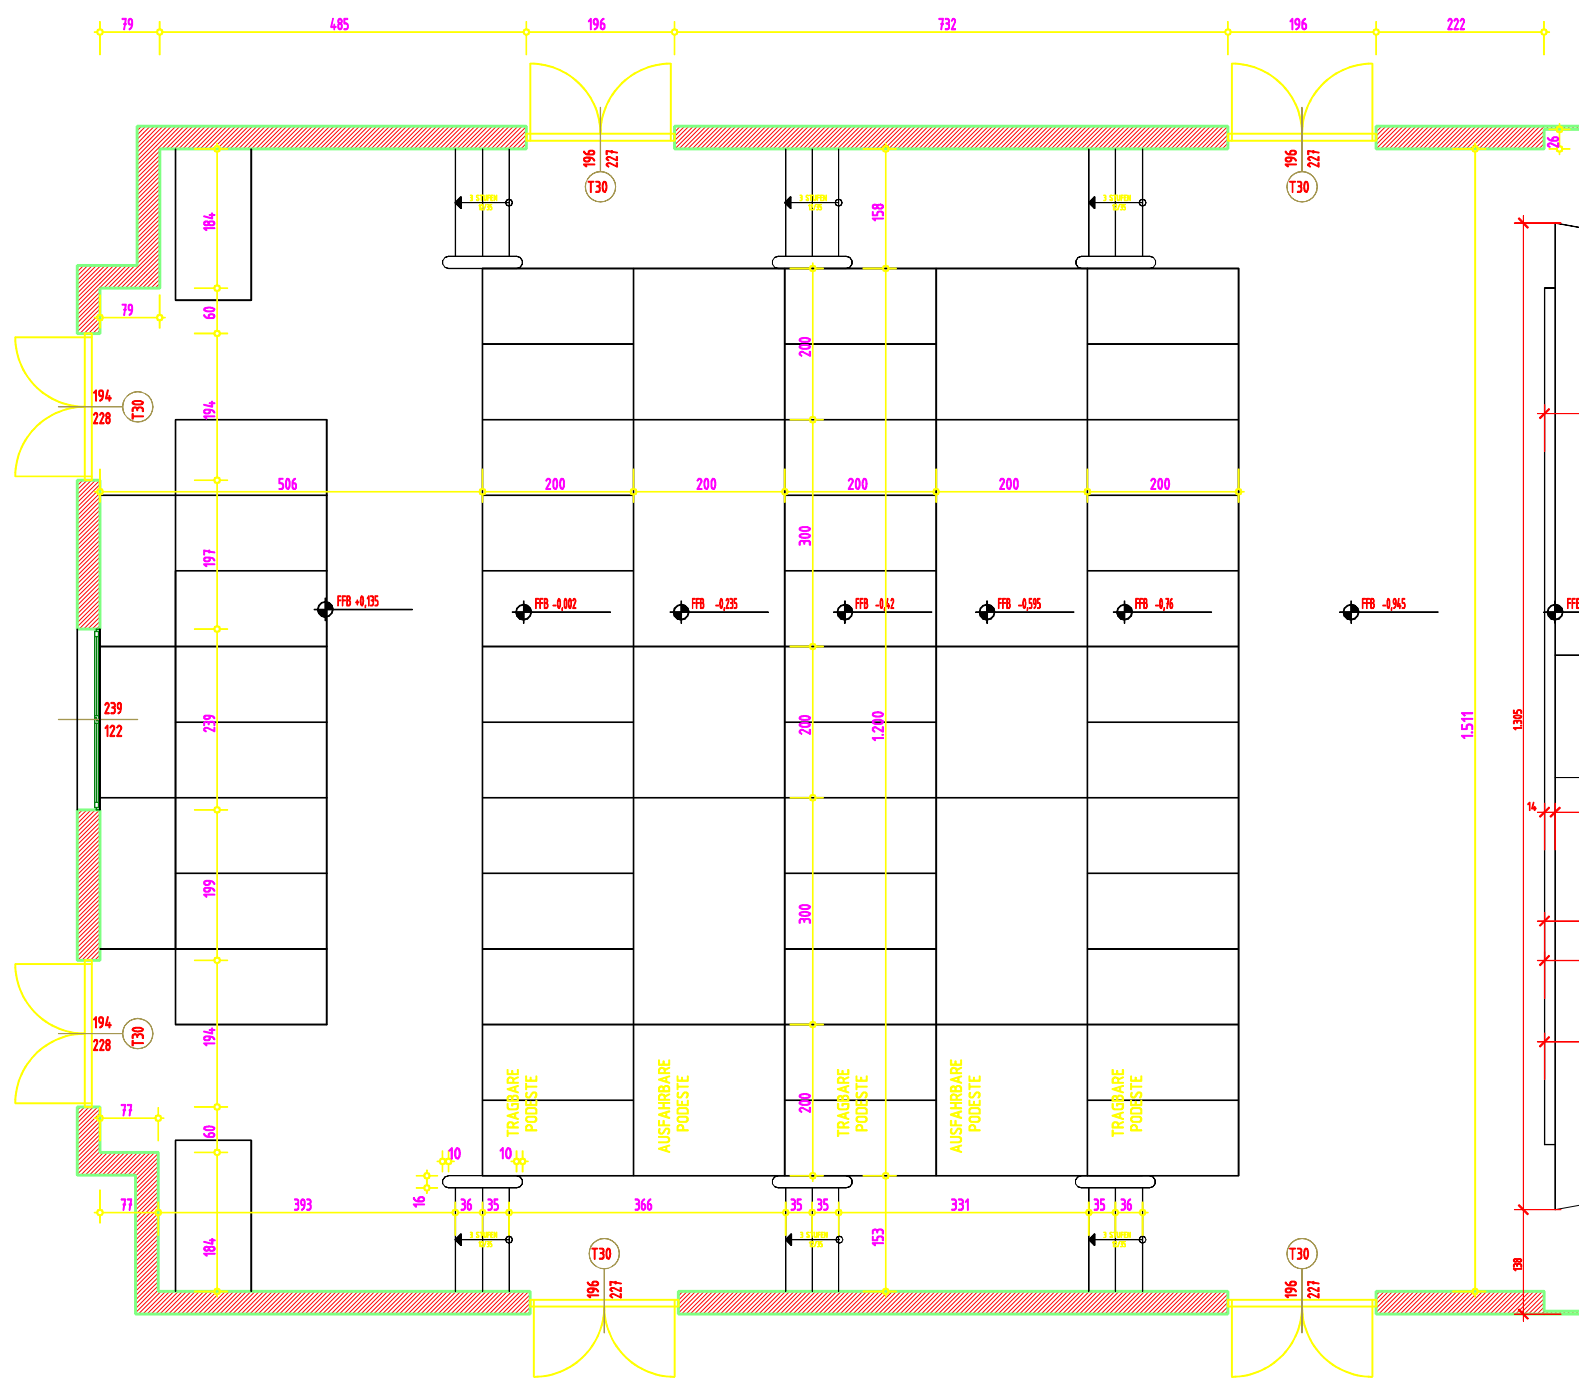 79 485 196 732 196 222
196
227
T30
196
227
T30
26
184
158
79
60
200
194
228
T30
194
506 200 200 200 200 200
197
300
FFB +0,135
FFB -0,002
FFB -0,235
FFB -0,42
FFB -0,595
FFB -0,76
FFB -0,945
FFB
239
122
239
200
1.200
1.511
1.305
14
199
300
194
228
T30
194
TRAGBARE
PODESTE
AUSFAHRBARE
PODESTE
TRAGBARE
PODESTE
AUSFAHRBARE
PODESTE
TRAGBARE
PODESTE
200
77
60
10 10
16
77 393 36 35 366 35 35 331 35 36
184
153
138
T30
196
227
T30
196
227